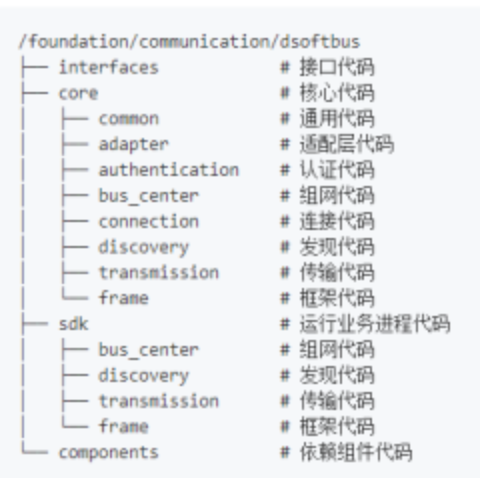 /foundation/communication/dsoftbus
├── interfaces # 接口代码
├── core # 核心代码
│ ├── common # 通用代码
│ ├── adapter # 适配层代码
│ ├── authentication # 认证代码
│ ├── bus_center # 组网代码
│ ├── connection # 连接代码
│ ├── discovery # 发现代码
│ ├── transmission # 传输代码
│ └── frame # 框架代码
├── sdk # 运行业务进程代码
│ ├── bus_center # 组网代码
│ ├── discovery # 发现代码
│ ├── transmission # 传输代码
│ └── frame # 框架代码
└── components # 依赖组件代码